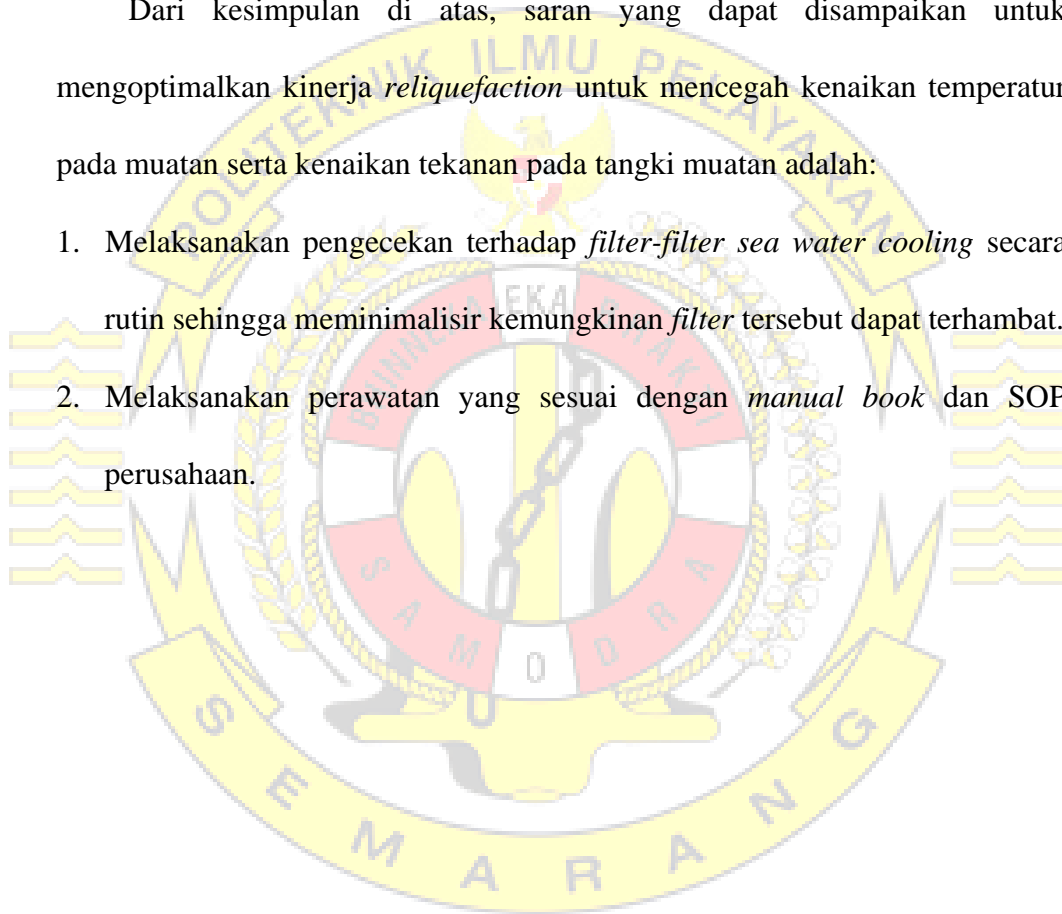 Dari kesimpulan di atas, saran yang dapat disampaikan untuk
mengoptimalkan kinerja reliquefaction untuk mencegah kenaikan temperatur
pada muatan serta kenaikan tekanan pada tangki muatan adalah:
1. Melaksanakan pengecekan terhadap filter-filter sea water cooling secara
rutin sehingga meminimalisir kemungkinan filter tersebut dapat terhambat.
2. Melaksanakan perawatan yang sesuai dengan manual book dan SOP
perusahaan.
POLITEKNIK ILMU PELAYARAN
EKA
BHAKTI
SAMODRA
SEMARANG